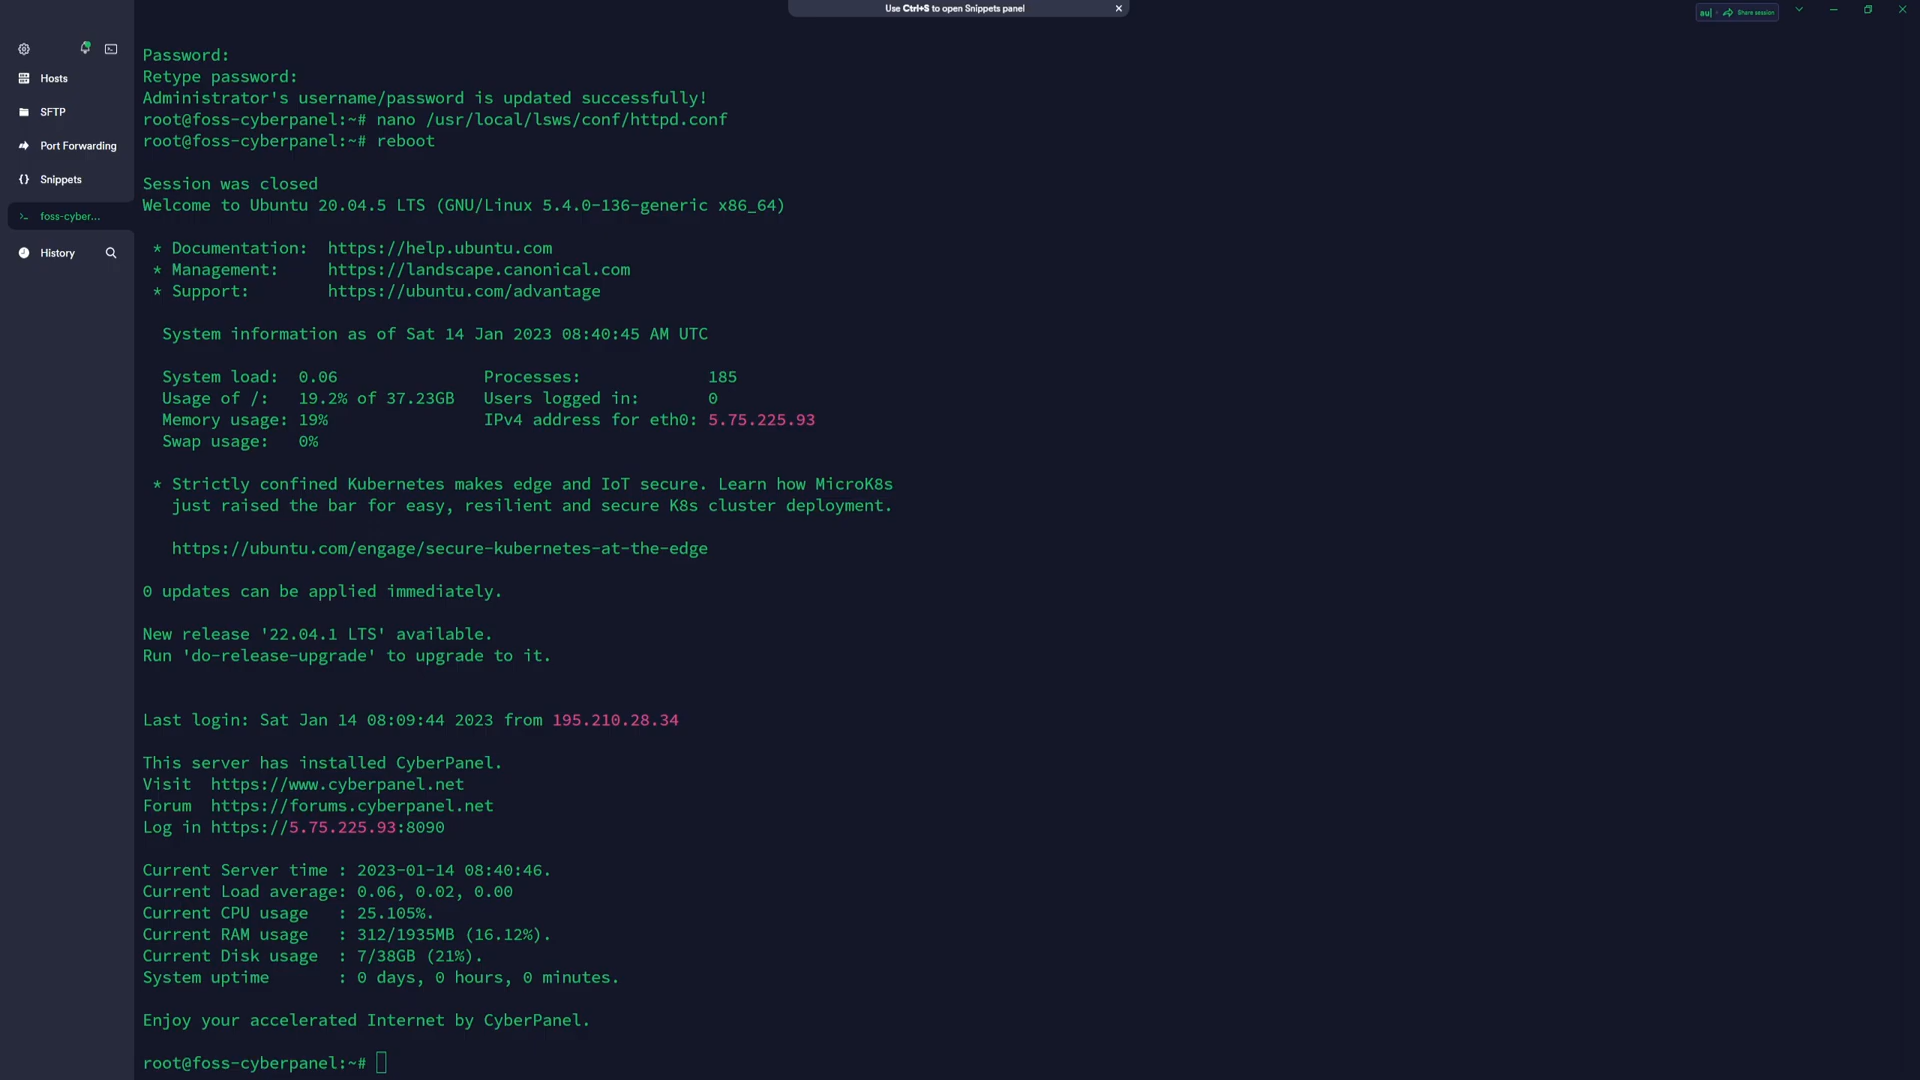 Use Ctrl+S to open Snippets panel
au| Share session
Hosts
SFTP
Port Forwarding
Snippets
foss-cyber...
History
Password:
Retype password:
Administrator's username/password is updated successfully!
root@foss-cyberpanel:~# nano /usr/local/lsws/conf/httpd.conf
root@foss-cyberpanel:~# reboot
Session was closed
Welcome to Ubuntu 20.04.5 LTS (GNU/Linux 5.4.0-136-generic x86_64)
* Documentation:  https://help.ubuntu.com
* Management:     https://landscape.canonical.com
* Support:        https://ubuntu.com/advantage
System information as of Sat 14 Jan 2023 08:40:45 AM UTC
System load:  0.06               Processes:             185
Usage of /:   19.2% of 37.23GB   Users logged in:       0
Memory usage: 19%                IPv4 address for eth0: 5.75.225.93
Swap usage:   0%
* Strictly confined Kubernetes makes edge and IoT secure. Learn how MicroK8s
just raised the bar for easy, resilient and secure K8s cluster deployment.
https://ubuntu.com/engage/secure-kubernetes-at-the-edge
0 updates can be applied immediately.
New release '22.04.1 LTS' available.
Run 'do-release-upgrade' to upgrade to it.
Last login: Sat Jan 14 08:09:44 2023 from 195.210.28.34
This server has installed CyberPanel.
Visit  https://www.cyberpanel.net
Forum  https://forums.cyberpanel.net
Log in https://5.75.225.93:8090
Current Server time : 2023-01-14 08:40:46.
Current Load average: 0.06, 0.02, 0.00
Current CPU usage   : 25.105%.
Current RAM usage   : 312/1935MB (16.12%).
Current Disk usage  : 7/38GB (21%).
System uptime       : 0 days, 0 hours, 0 minutes.
Enjoy your accelerated Internet by CyberPanel.
root@foss-cyberpanel:~#